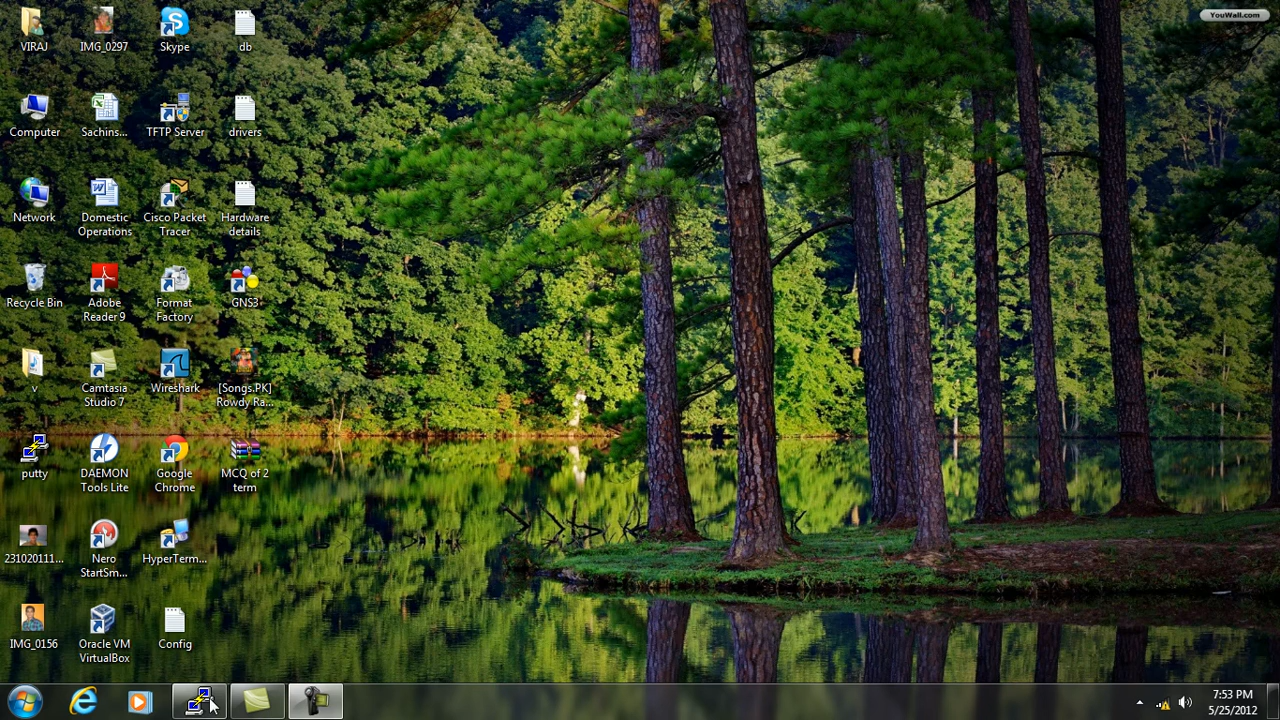 YouWall.com
VIRAJ
IMG_0297
Skype
db
Computer
Sachins...
TFTP Server
drivers
Network
Domestic
Operations
Cisco Packet
Tracer
Hardware
details
Recycle Bin
Adobe
Reader 9
Format
Factory
GNS3
v
Camtasia
Studio 7
Wireshark
[Songs.PK]
Rowdy Ra...
putty
DAEMON
Tools Lite
Google
Chrome
MCQ of 2
term
231020111...
Nero
StartSm...
HyperTerm...
IMG_0156
Oracle VM
VirtualBox
Config
7:53 PM
5/25/2012